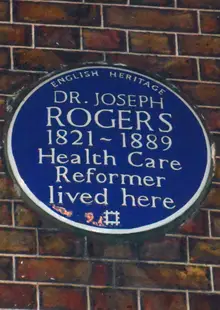 ENGLISH HERITAGE
DR. JOSEPH
ROGERS
1821~1889
Health Care
Reformer
lived here